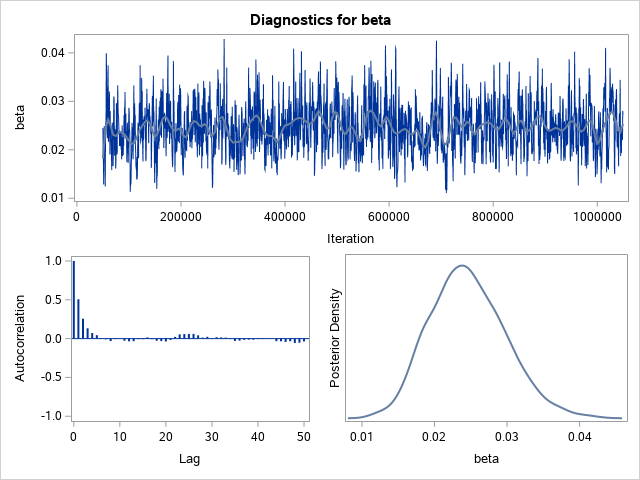 Diagnostics for beta
0.04
0.03
0.02
0.01
beta
0 200000 400000 600000 800000 1000000
Iteration
1.0
0.5
0.0
-0.5
-1.0
Autocorrelation
0 10 20 30 40 50
Lag
Posterior Density
0.01 0.02 0.03 0.04
beta